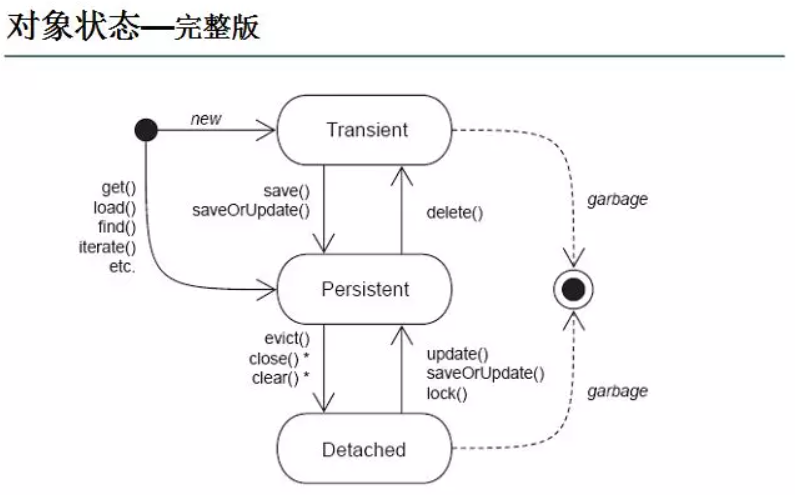 对象状态—完整版
new
Transient
get()
load()
find()
iterate()
etc.
save()
saveOrUpdate()
delete()
garbage
Persistent
evict()
close() *
clear() *
update()
saveOrUpdate()
lock()
garbage
Detached